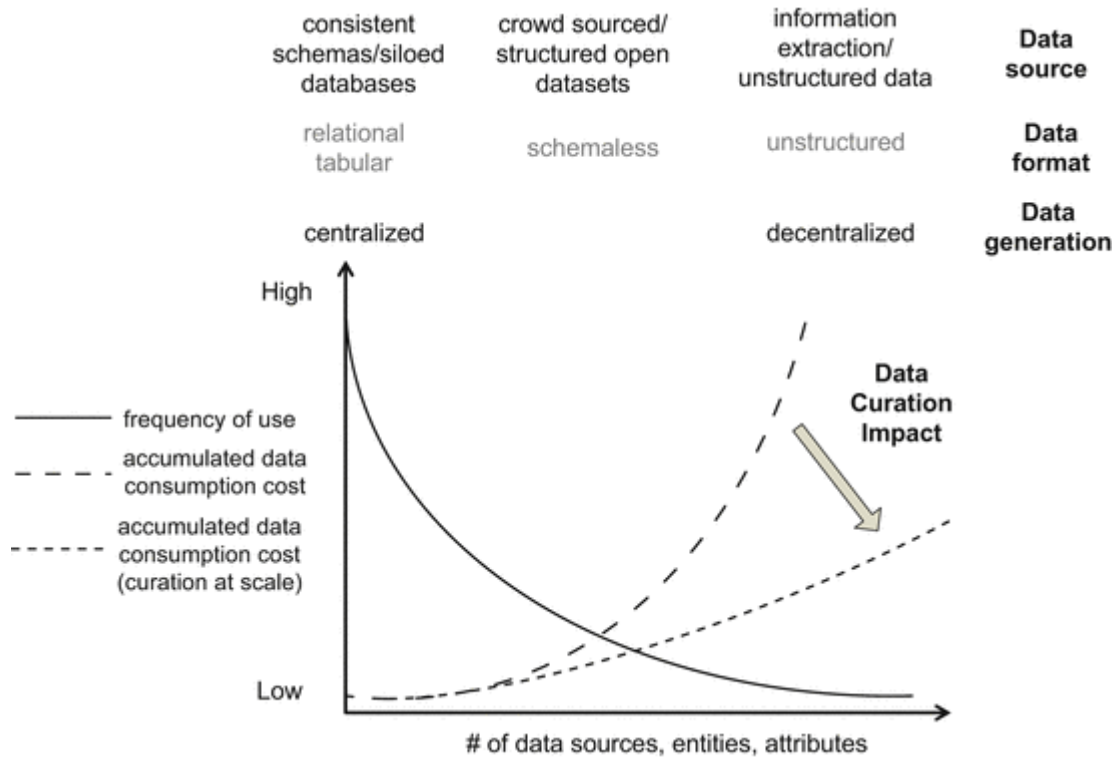 consistent
schemas/siloed
databases
crowd sourced/
structured open
datasets
information
extraction/
unstructured data
Data
source
relational
tabular
schemaless
unstructured
Data
format
centralized
decentralized
Data
generation
High
Data
Curation
Impact
frequency of use
accumulated data
consumption cost
accumulated data
consumption cost
(curation at scale)
Low
# of data sources, entities, attributes